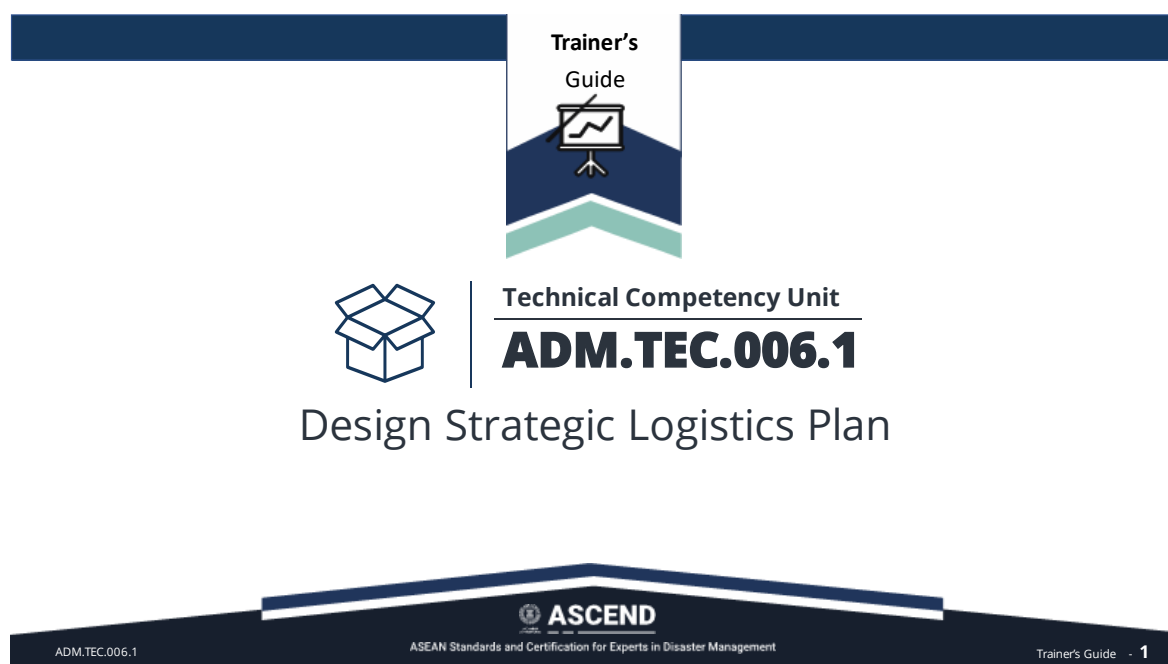 Trainer's
Guide
Technical Competency Unit
ADM.TEC.006.1
Design Strategic Logistics Plan
ASCEND
ASEAN Standards and Certification for Experts in Disaster Management
ADM.TEC.006.1
Trainer's Guide - 1